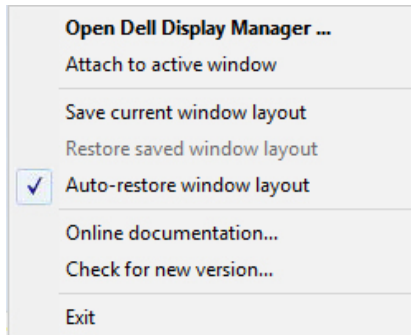 Open Dell Display Manager ...
Attach to active window
Save current window layout
Restore saved window layout
Auto-restore window layout
Online documentation...
Check for new version...
Exit